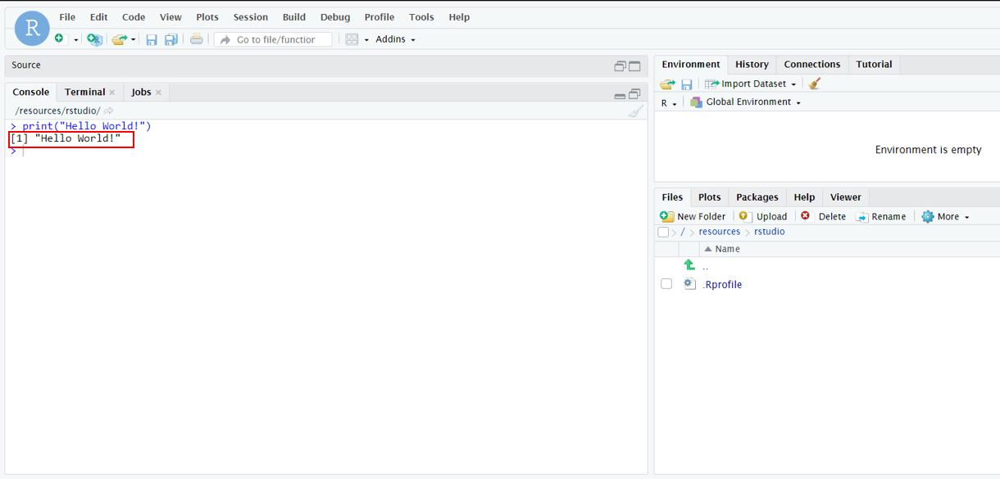 R
File Edit Code View Plots Session Build Debug Profile Tools Help
R Go to file/functior Addins
Source
Console Terminal Jobs
/resources/rstudio/
> print("Hello World!")
[1] "Hello World!"
>
Environment History Connections Tutorial
Import Dataset
R Global Environment
Environment is empty
Files Plots Packages Help Viewer
New Folder Upload Delete Rename More
/ resources rstudio
Name
..
.Rprofile